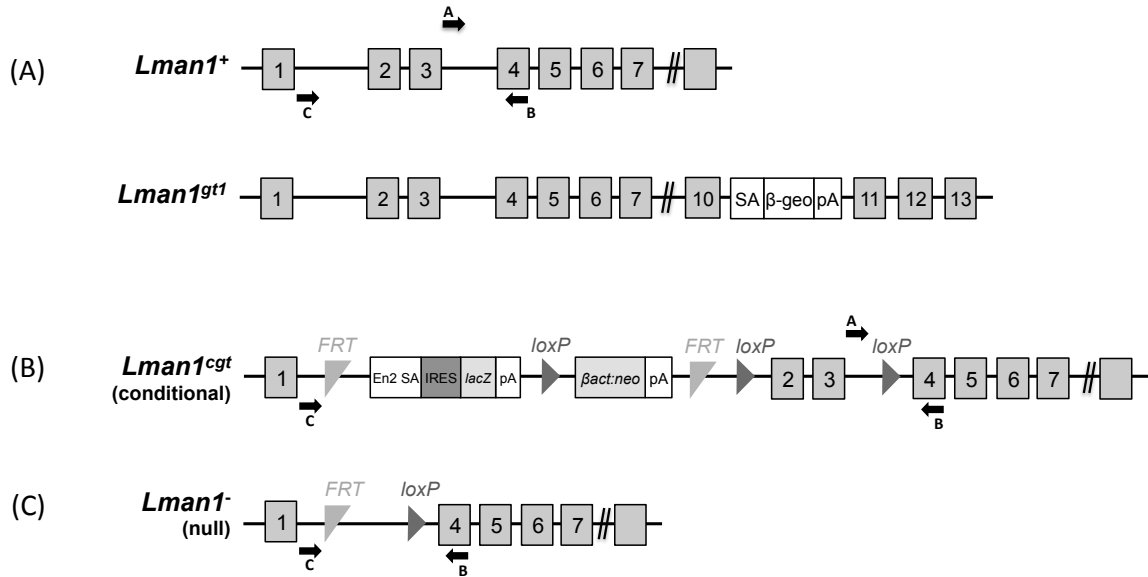 A
(A) Lman1+ 1 2 3 4 5 6 7 //
C B
Lman1gt1 1 2 3 4 5 6 7 // 10 SA β-geo pA 11 12 13
A
FRT loxP FRT loxP loxP
(B) Lman1cgt 1 En2 SA IRES lacZ pA βact:neo pA 2 3 4 5 6 7 //
(conditional)
C B
FRT loxP
(C) Lman1- 1 4 5 6 7 //
(null)
C B